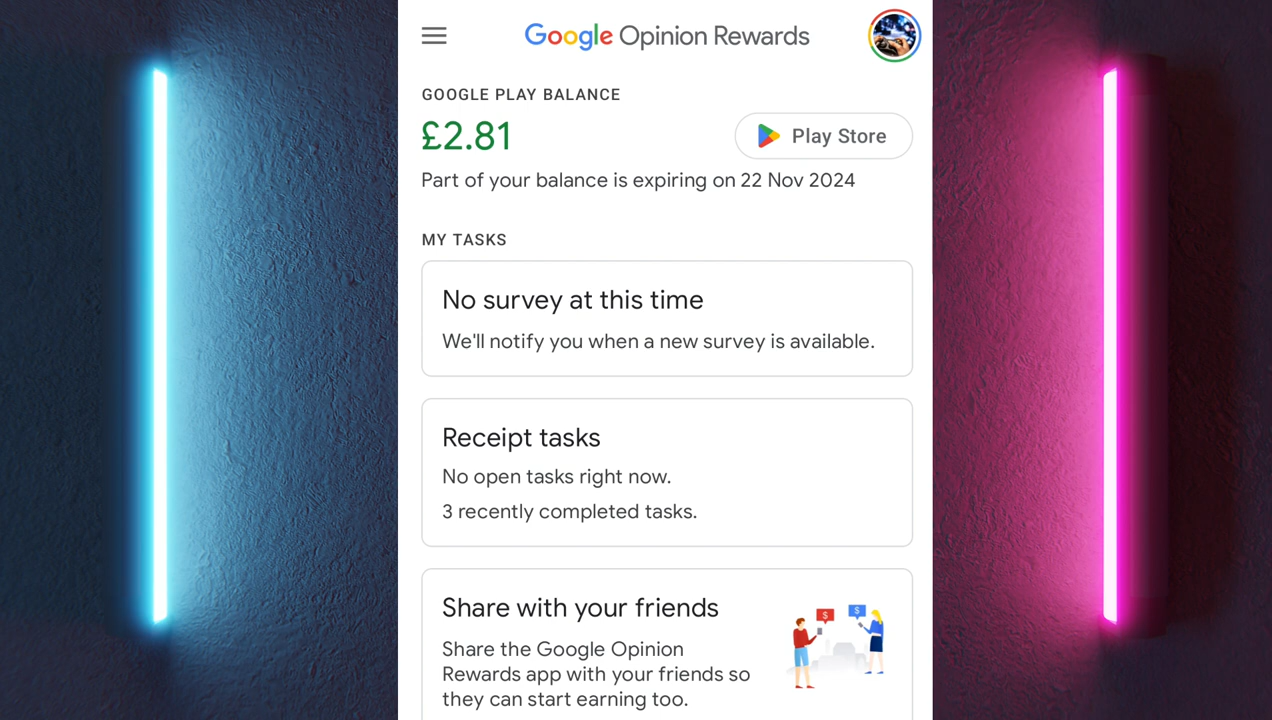 Google Opinion Rewards
GOOGLE PLAY BALANCE
£2.81
Play Store
Part of your balance is expiring on 22 Nov 2024
MY TASKS
No survey at this time
We'll notify you when a new survey is available.
Receipt tasks
No open tasks right now.
3 recently completed tasks.
Share with your friends
Share the Google Opinion
Rewards app with your friends so
they can start earning too.
$
$